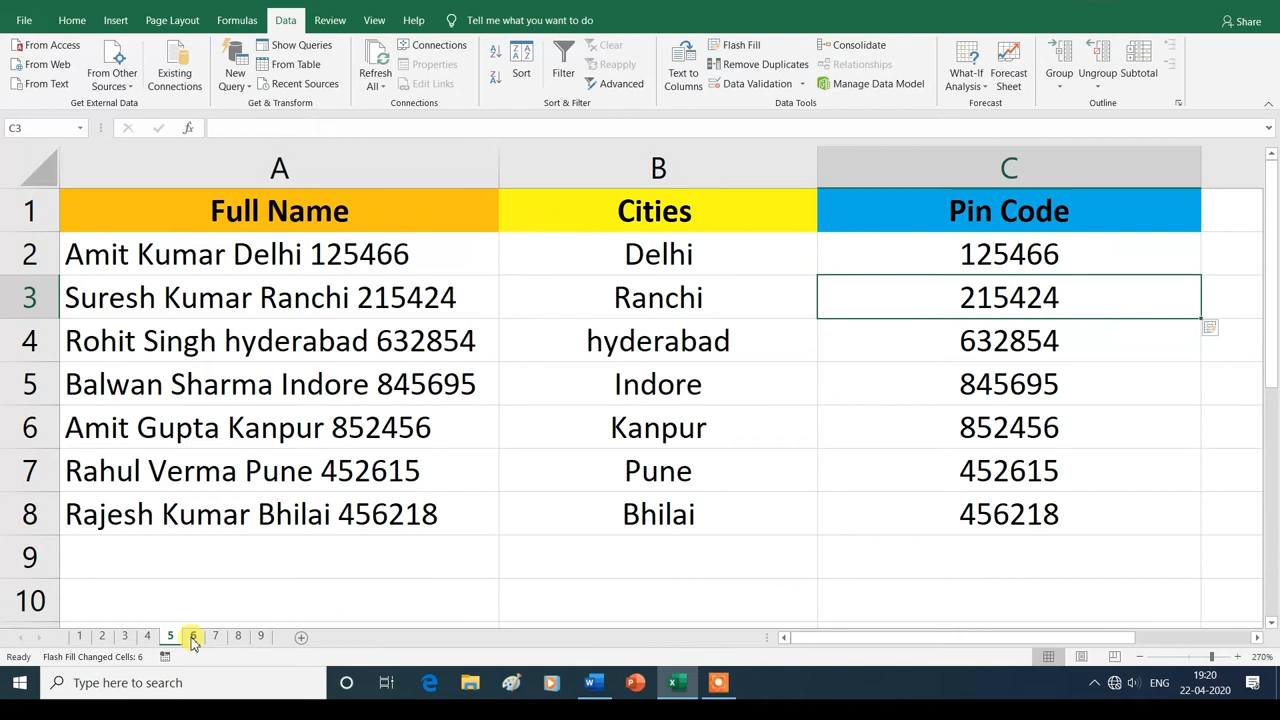 File Home Insert Page Layout Formulas Data Review View Help Tell me what you want to do Share
From Access
From Web
From Text
From Other
Sources
Existing
Connections
Get External Data
New
Query
Show Queries
From Table
Recent Sources
Get & Transform
Refresh
All
Connections
Properties
Edit Links
Connections
Sort
Filter
Clear
Reapply
Advanced
Sort & Filter
Text to
Columns
Flash Fill
Remove Duplicates
Data Validation
Consolidate
Relationships
Manage Data Model
Data Tools
What-If
Analysis
Forecast
Sheet
Forecast
Group
Ungroup
Subtotal
Outline
C3 fx
A B C
1 Full Name Cities Pin Code
2 Amit Kumar Delhi 125466 Delhi 125466
3 Suresh Kumar Ranchi 215424 Ranchi 215424
4 Rohit Singh hyderabad 632854 hyderabad 632854
5 Balwan Sharma Indore 845695 Indore 845695
6 Amit Gupta Kanpur 852456 Kanpur 852456
7 Rahul Verma Pune 452615 Pune 452615
8 Rajesh Kumar Bhilai 456218 Bhilai 456218
9
10
1 2 3 4 5 6 7 8 9
Ready Flash Fill Changed Cells: 6 270%
Type here to search ENG 19:20
22-04-2020